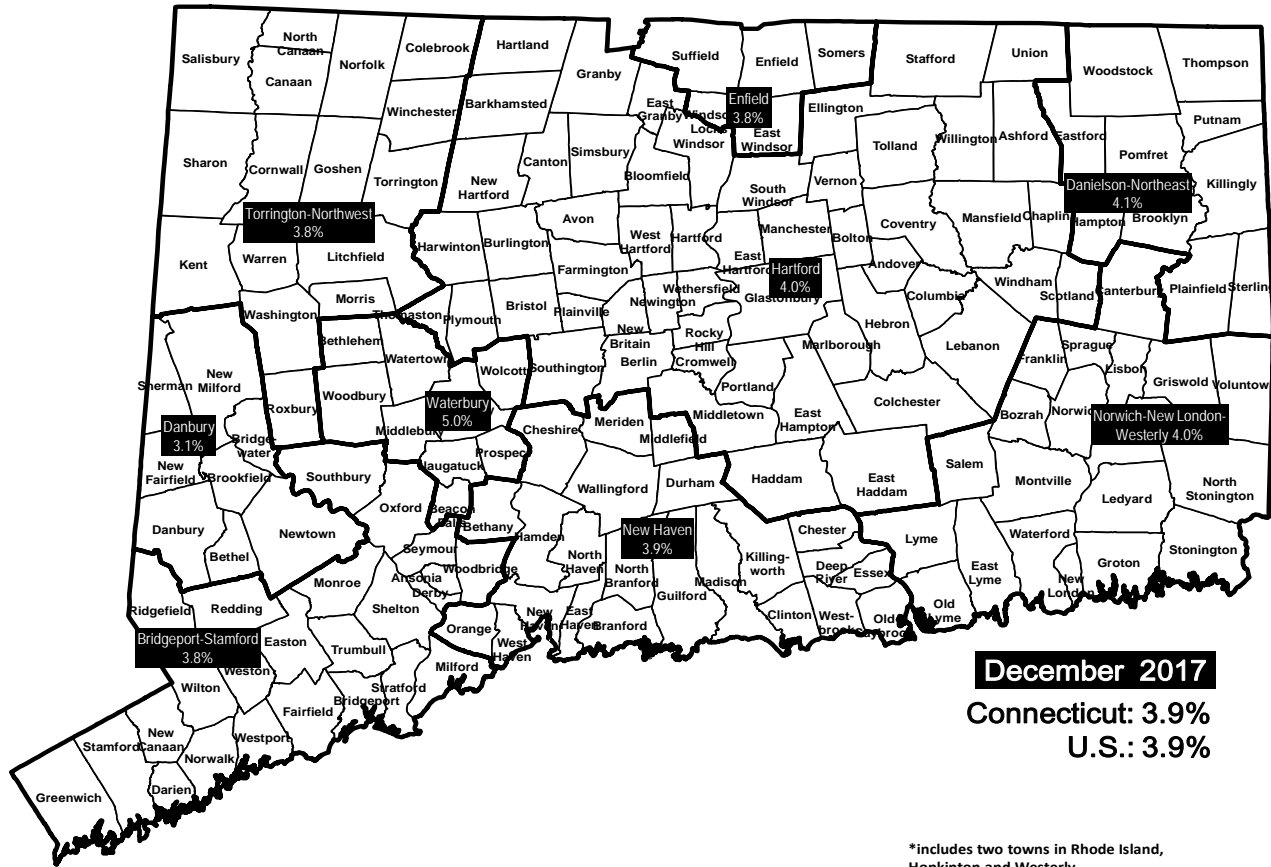 Salisbury
North
Canaan
Canaan
Norfolk
Colebrook
Hartland
Granby
Suffield
Enfield
Somers
Stafford
Union
Woodstock
Thompson
Winchester
Barkhamsted
East
Granby
Windsor
Locks
Enfield
3.8%
East
Windsor
Ellington
Willington
Ashford
Eastford
Putnam
Pomfret
Sharon
Cornwall
Goshen
Torrington
New
Hartford
Canton
Simsbury
Bloomfield
Windsor
South
Windsor
Vernon
Tolland
Killingly
Danielson-Northeast
4.1%
Hampton
Brooklyn
Torrington-Northwest
3.8%
Harwinton
Burlington
Avon
West
Hartford
Hartford
East
Hartford
Manchester
Bolton
Coventry
Mansfield
Chaplin
Kent
Warren
Litchfield
Farmington
Wethersfield
Hartford
4.0%
Glastonbury
Andover
Columbia
Windham
Scotland
Canterbury
Plainfield
Sterling
Morris
Washington
Thomaston
Plymouth
Bristol
Plainville
Newington
New
Britain
Rocky
Hill
Hebron
Marlborough
Lebanon
Franklin
Sprague
Lisbon
Griswold
Voluntown
Bethlehem
Watertown
Wolcott
Southington
Berlin
Cromwell
Portland
Sherman
New
Milford
Roxbury
Woodbury
Waterbury
5.0%
Middlebury
Cheshire
Meriden
Middletown
Middlefield
East
Hampton
Colchester
Bozrah
Norwich
Norwich-New London-
Westerly 4.0%
Danbury
3.1%
Bridge-
water
New
Fairfield
Brookfield
Southbury
Naugatuck
Prospect
Wallingford
Durham
Haddam
East
Haddam
Salem
Montville
Ledyard
North
Stonington
Danbury
Bethel
Newtown
Oxford
Beacon
Falls
Bethany
Hamden
North
Haven
New Haven
3.9%
North
Branford
Guilford
Madison
Killing-
worth
Chester
Deep
River
Essex
Lyme
East
Lyme
Waterford
New
London
Groton
Stonington
Seymour
Woodbridge
Ansonia
Derby
Monroe
Shelton
Ridgefield
Redding
Bridgeport-Stamford
3.8%
Easton
Trumbull
Orange
West
Haven
New
Haven
East
Haven
Branford
Clinton
West-
brook
Old
Saybrook
Old
Lyme
Milford
Weston
Wilton
Fairfield
Bridgeport
Stratford
Westport
New
Canaan
Stamford
Norwalk
Darien
Greenwich
December 2017
Connecticut: 3.9%
U.S.: 3.9%
*includes two towns in Rhode Island,
Hopkinton and Westerly